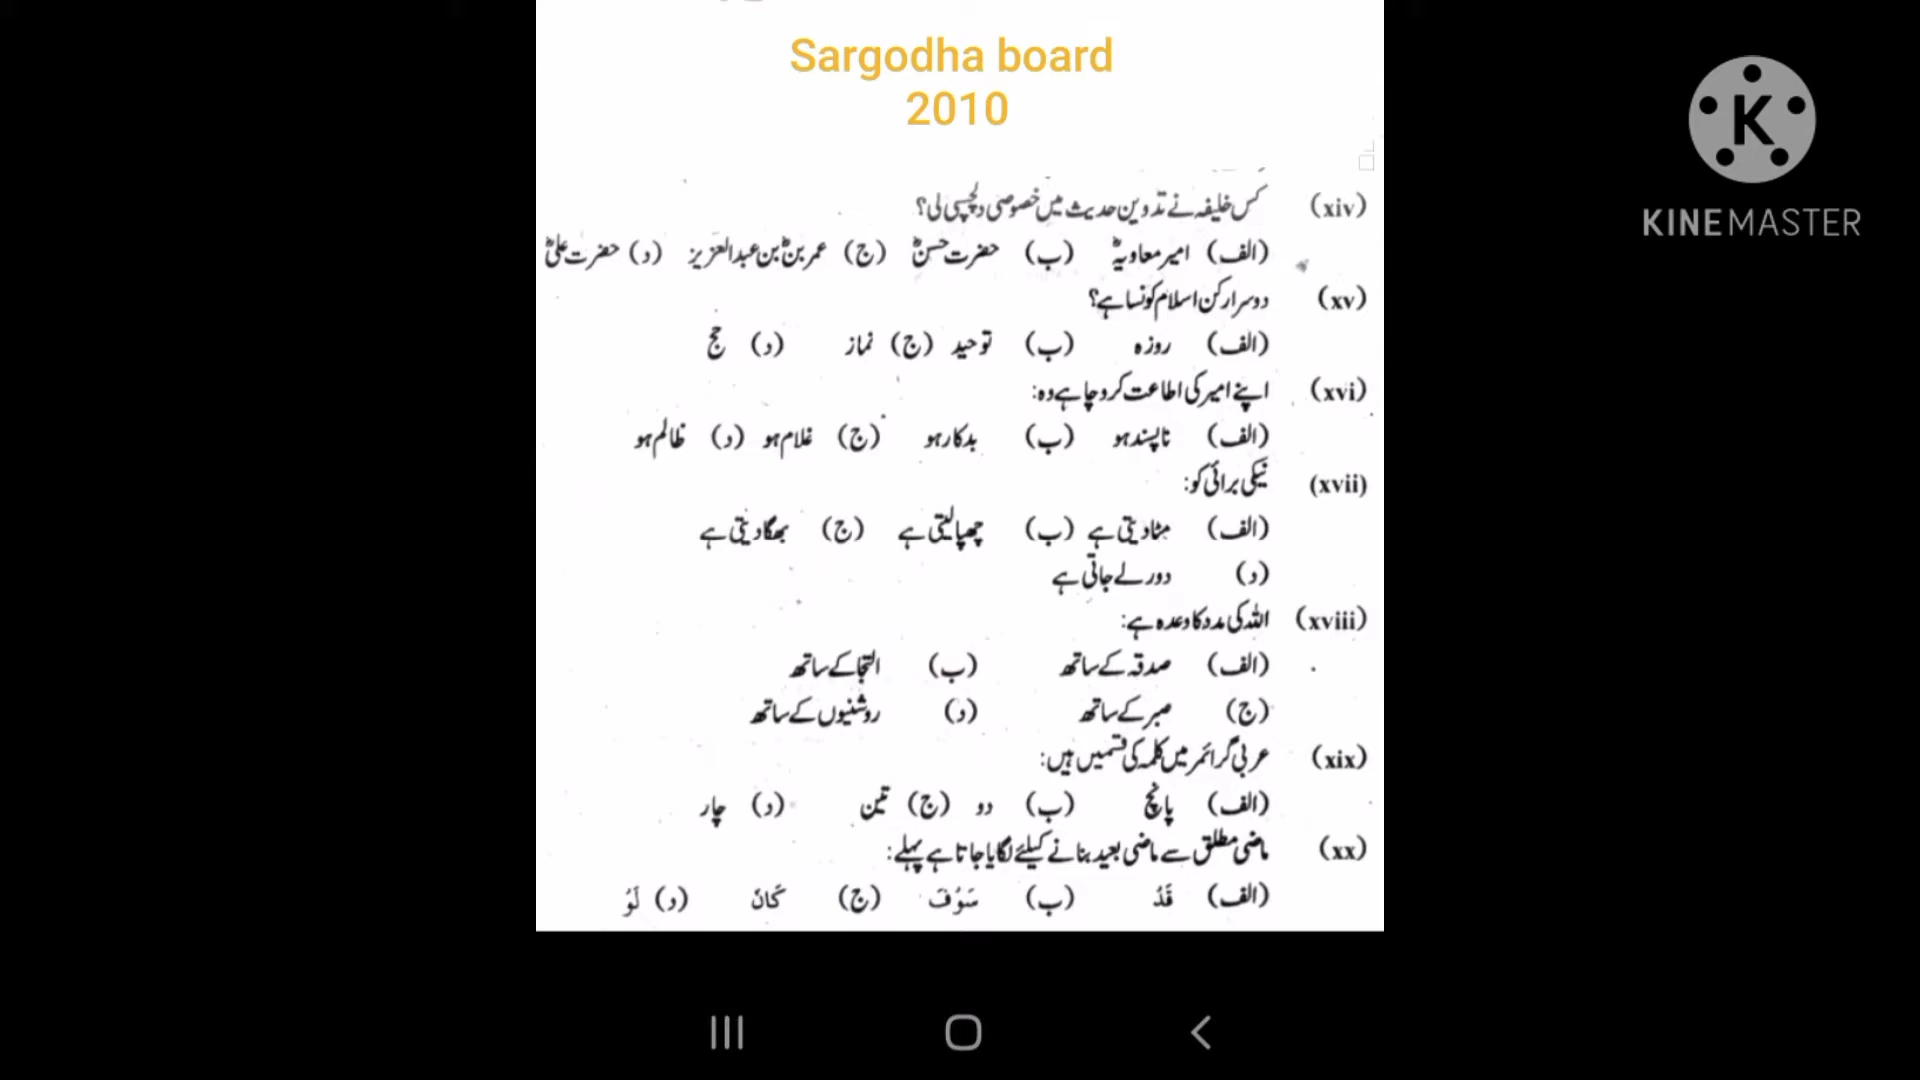 Sargodha board
2010
(xiv) کس خلیفہ نے تدوین حدیث میں خصوصی دلچسپی لی؟
(الف) امیر معاویہؓ (ب) حضرت حسنؓ (ج) عمر بنؓ بن عبدالعزیز (د) حضرت علیؓ
(xv) دوسرا رکن اسلام کونسا ہے؟
(الف) روزہ (ب) توحید (ج) نماز (د) حج
(xvi) اپنے امیر کی اطاعت کرو چاہے وہ:
(الف) ناپسند ہو (ب) بدکار ہو (ج) غلام ہو (د) ظالم ہو
(xvii) نیکی برائی کو:
(الف) مٹا دیتی ہے (ب) چھپا لیتی ہے (ج) بھگا دیتی ہے
(د) دور لے جاتی ہے
(xviii) اللہ کی مدد کا وعدہ ہے:
(الف) صدقہ کے ساتھ (ب) التجا کے ساتھ
(ج) صبر کے ساتھ (د) روشنیوں کے ساتھ
(xix) عربی گرائمر میں کلمہ کی قسمیں ہیں:
(الف) پانچ (ب) دو (ج) تین (د) چار
(xx) ماضی مطلق سے ماضی بعید بنانے کیلئے لگایا جاتا ہے پہلے:
(الف) قَدْ (ب) سَوْفَ (ج) كَانَ (د) لَوْ
K
KINEMASTER